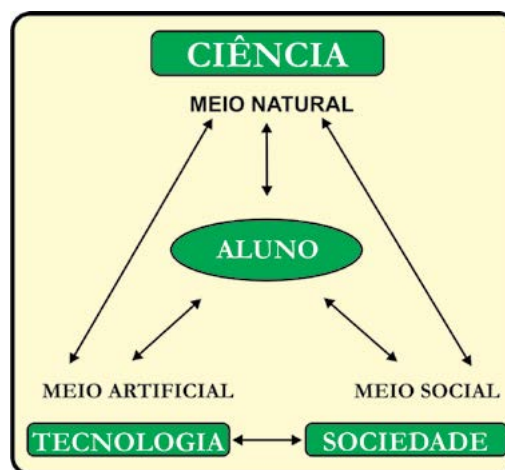 CIÊNCIA
MEIO NATURAL
ALUNO
MEIO ARTIFICIAL
MEIO SOCIAL
TECNOLOGIA
SOCIEDADE